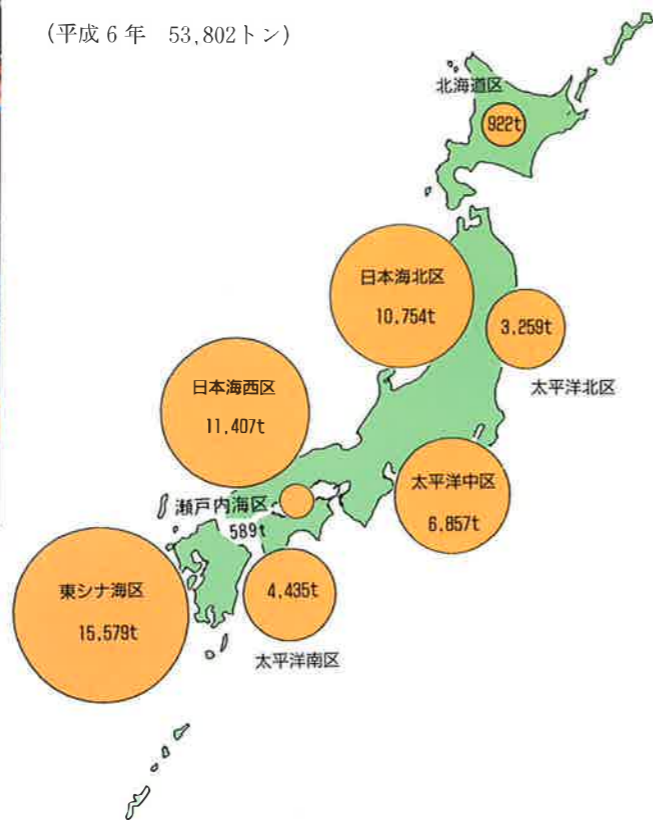 (平成6年 53,802トン)
北海道区
922t
日本海北区
10,754t
3,259t
太平洋北区
日本海西区
11,407t
太平洋中区
6,857t
瀬戸内海区
589t
東シナ海区
15,579t
4,435t
太平洋南区